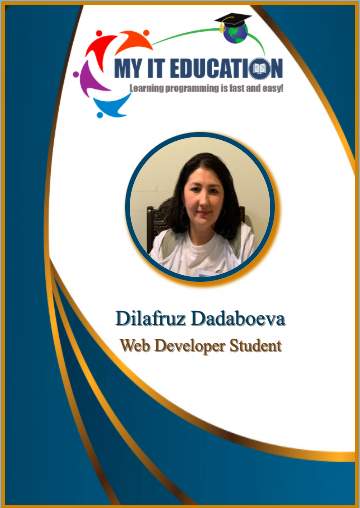 MY IT EDUCATION
Learning programming is fast and easy!
Dilafruz Dadaboeva
Web Developer Student